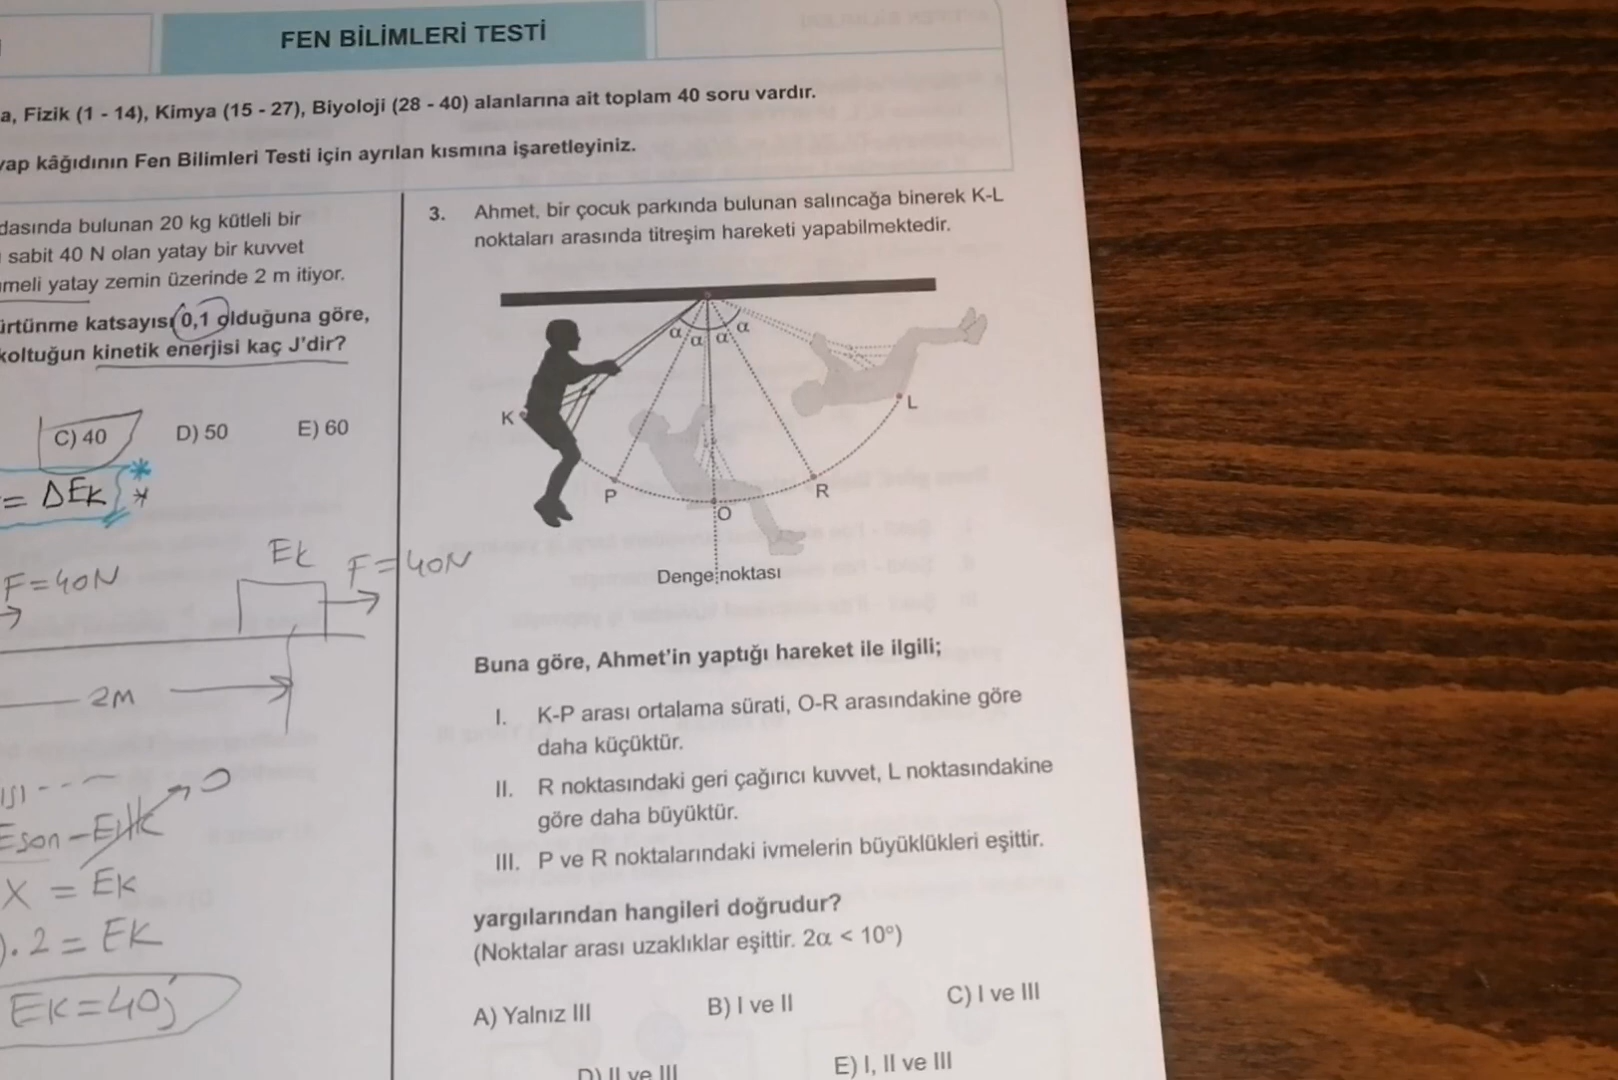 FEN BİLİMLERİ TESTİ
a, Fizik (1 - 14), Kimya (15 - 27), Biyoloji (28 - 40) alanlarına ait toplam 40 soru vardır.
vap kâğıdının Fen Bilimleri Testi için ayrılan kısmına işaretleyiniz.
dasında bulunan 20 kg kütleli bir
sabit 40 N olan yatay bir kuvvet
meli yatay zemin üzerinde 2 m itiyor.
ürtünme katsayısı 0,1 olduğuna göre,
koltuğun kinetik enerjisi kaç J'dir?
C) 40 D) 50 E) 60
= ΔEk *
*
F=40N
Ek
F=40N
2M
Eson-Eilk 0
X = Ek
). 2 = EK
EK=40j
3. Ahmet, bir çocuk parkında bulunan salıncağa binerek K-L
noktaları arasında titreşim hareketi yapabilmektedir.
α α α α
K
L
P
R
O
Denge noktası
Buna göre, Ahmet'in yaptığı hareket ile ilgili;
I. K-P arası ortalama sürati, O-R arasındakine göre
daha küçüktür.
II. R noktasındaki geri çağırıcı kuvvet, L noktasındakine
göre daha büyüktür.
III. P ve R noktalarındaki ivmelerin büyüklükleri eşittir.
yargılarından hangileri doğrudur?
(Noktalar arası uzaklıklar eşittir. 2α < 10°)
A) Yalnız III B) I ve II C) I ve III
D) II ve III E) I, II ve III